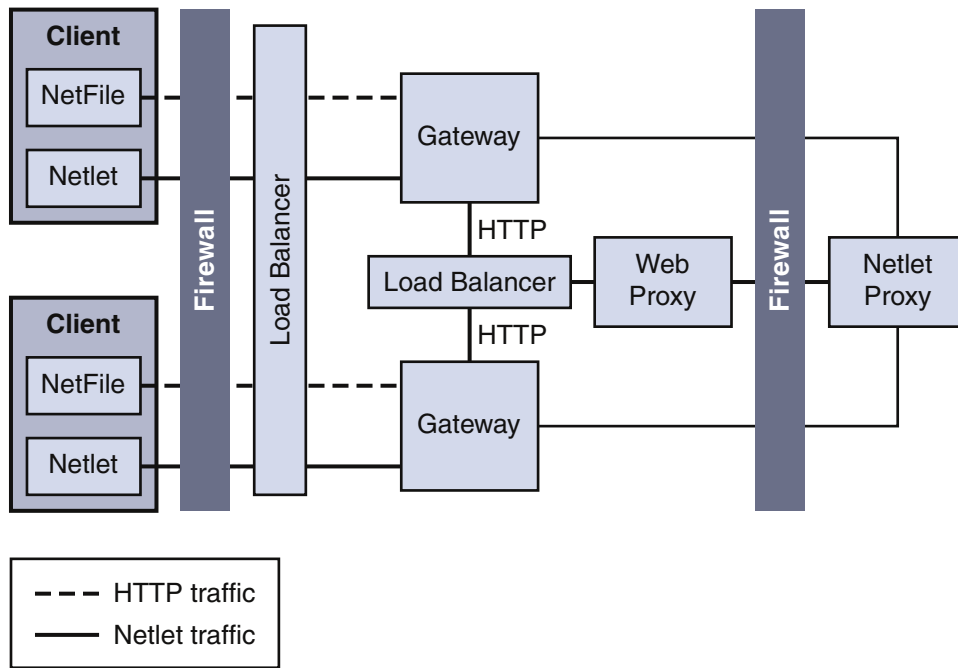 Client
NetFile
Netlet
Firewall
Load Balancer
Gateway
HTTP
Load Balancer
Web
Proxy
HTTP
Gateway
Firewall
Netlet
Proxy
Client
NetFile
Netlet
HTTP traffic
Netlet traffic